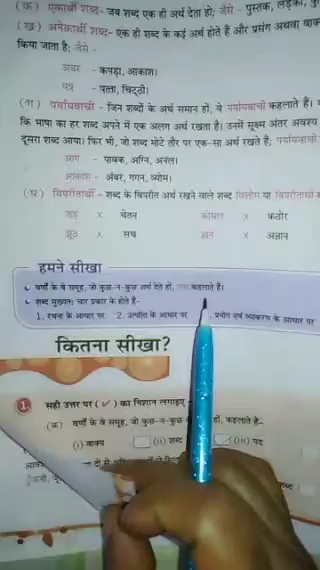 (क) एकार्थी शब्द- जब शब्द एक ही अर्थ देता हो; जैसे - पुस्तक, लड़का,
(ख) अनेकार्थी शब्द- एक ही शब्द के कई अर्थ होते हैं और प्रसंग अथवा
किया जाता है; जैसे -
अंबर - कपड़ा, आकाश।
पत्र - पत्ता, चिट्ठी।
(ग) पर्यायवाची - जिन शब्दों के अर्थ समान हों, वे पर्यायवाची कहलाते हैं।
कि भाषा का हर शब्द अपने में एक अलग अर्थ रखता है। उनमें सूक्ष्म अंतर अवश्य
दूसरा शब्द आया। फिर भी, जो शब्द मोटे तौर पर एक-सा अर्थ रखते हैं; पर्यायवाची
आग - पावक, अग्नि, अनल।
आकाश - अंबर, गगन, व्योम।
(घ) विपरीतार्थी - शब्द के विपरीत अर्थ रखने वाले शब्द विलोम या विपरीतार्थी
जड़ x चेतन कोमल x कठोर
झूठ x सच ज्ञान x अज्ञान
हमने सीखा
वर्णों के वे समूह, जो कुछ-न-कुछ अर्थ देते हों, शब्द कहलाते हैं।
शब्द मुख्यतः चार प्रकार के होते हैं-
1. रचना के आधार पर 2. उत्पत्ति के आधार पर प्रयोग एवं व्याकरण के आधार पर
कितना सीखा?
1. सही उत्तर पर (✓) का निशान लगाइए
(क) वर्णों के वे समूह, जो कुछ-न-कुछ हों, कहलाते हैं-
(i) वाक्य (ii) शब्द (iii) पद